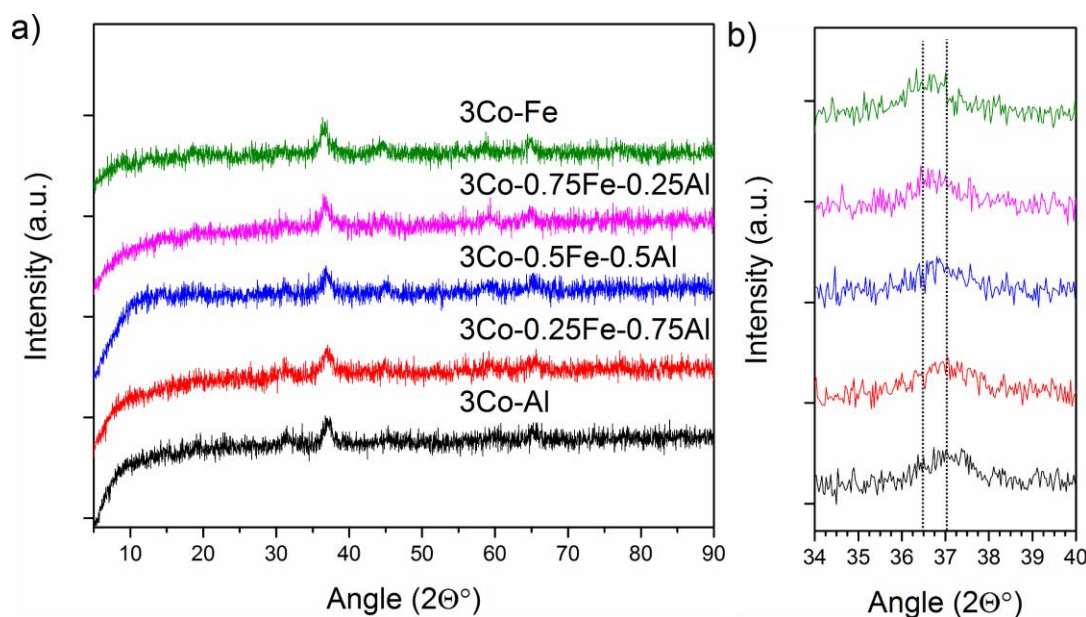 a)
3Co-Fe
3Co-0.75Fe-0.25Al
3Co-0.5Fe-0.5Al
3Co-0.25Fe-0.75Al
3Co-Al
Intensity (a.u.)
10 20 30 40 50 60 70 80 90
Angle (2Θ°)
b)
Intensity (a.u.)
34 35 36 37 38 39 40
Angle (2Θ°)